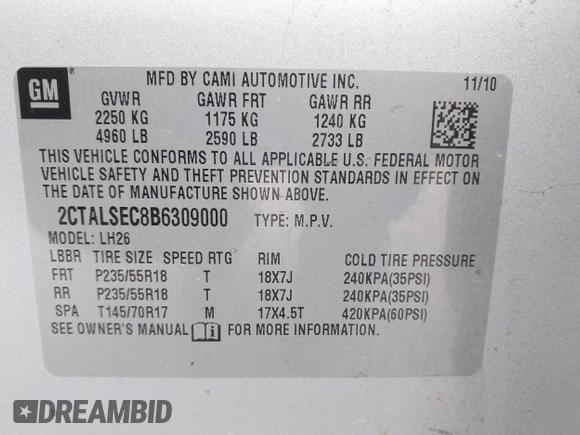 GM
MFD BY CAMI AUTOMOTIVE INC. 11/10
GVWR GAWR FRT GAWR RR
2250 KG 1175 KG 1240 KG
4960 LB 2590 LB 2733 LB
THIS VEHICLE CONFORMS TO ALL APPLICABLE U.S. FEDERAL MOTOR
VEHICLE SAFETY AND THEFT PREVENTION STANDARDS IN EFFECT ON
THE DATE OF MANUFACTURE SHOWN ABOVE.
2CTALSEC8B6309000 TYPE: M.P.V.
MODEL: LH26
LBBR TIRE SIZE SPEED RTG RIM COLD TIRE PRESSURE
FRT P235/55R18 T 18X7J 240KPA(35PSI)
RR P235/55R18 T 18X7J 240KPA(35PSI)
SPA T145/70R17 M 17X4.5T 420KPA(60PSI)
SEE OWNER'S MANUAL FOR MORE INFORMATION.
DREAMBID